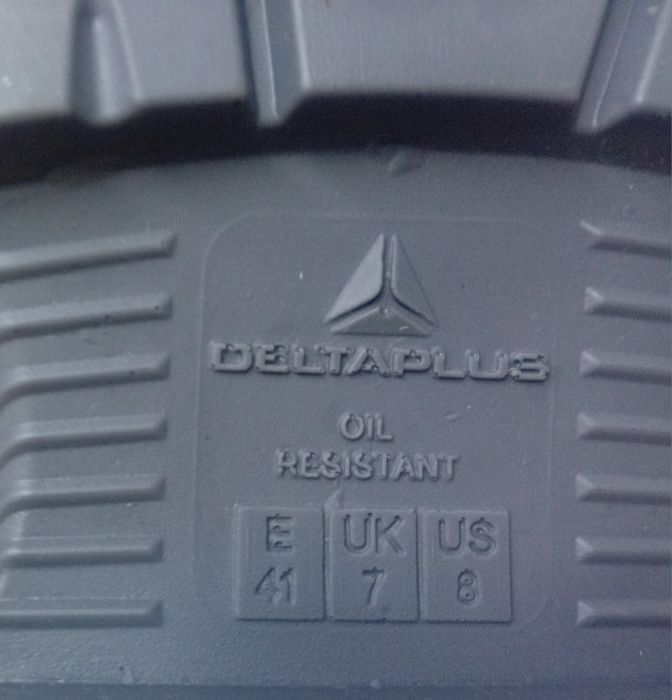 DELTAPLUS
OIL
RESISTANT
E UK US
41 7 8